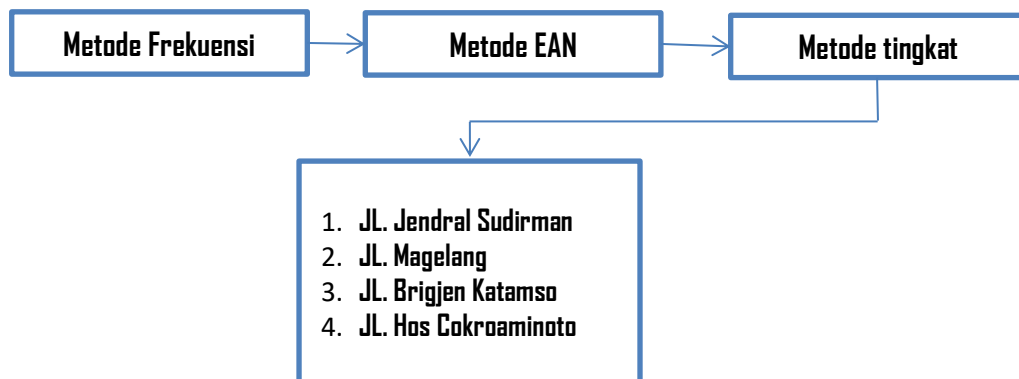 Metode Frekuensi
Metode EAN
Metode tingkat
1. JL. Jendral Sudirman
2. JL. Magelang
3. JL. Brigjen Katamso
4. JL. Hos Cokroaminoto